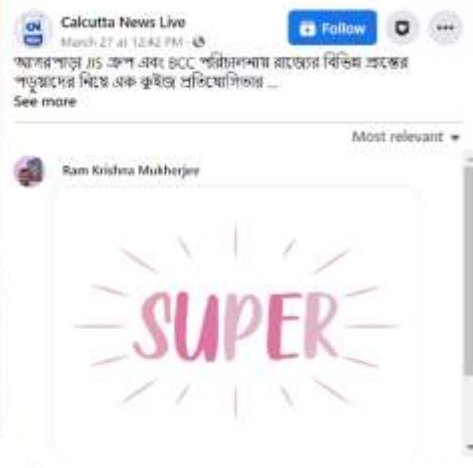 CN
Calcutta News Live
Follow
March 27 at 12:42 PM ·
আগরপাড়া JIS গ্রুপ এবং BCC পরিচালনায় রাজ্যের বিভিন্ন প্রান্তের
পড়ুয়াদের নিয়ে এক কুইজ প্রতিযোগিতার ...
See more
Most relevant
Ram Krishna Mukherjee
SUPER